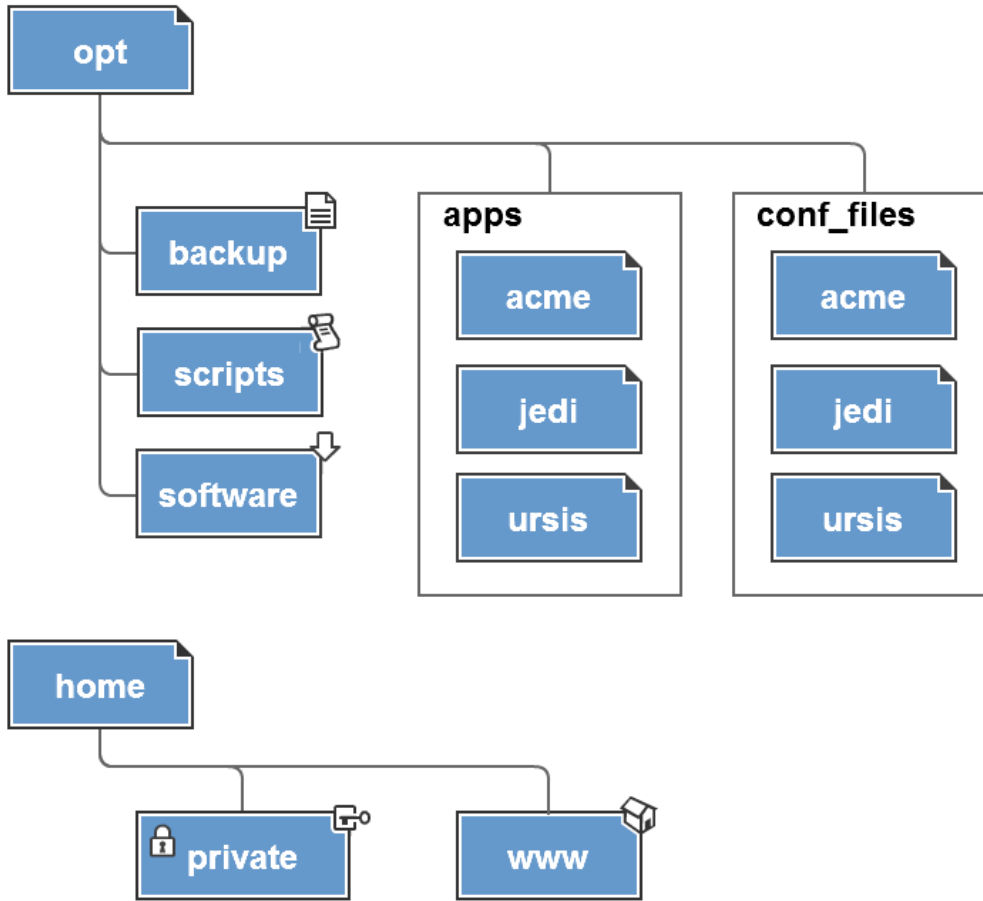 opt
backup
scripts
software
apps
acme
jedi
ursis
conf_files
acme
jedi
ursis
home
private
www